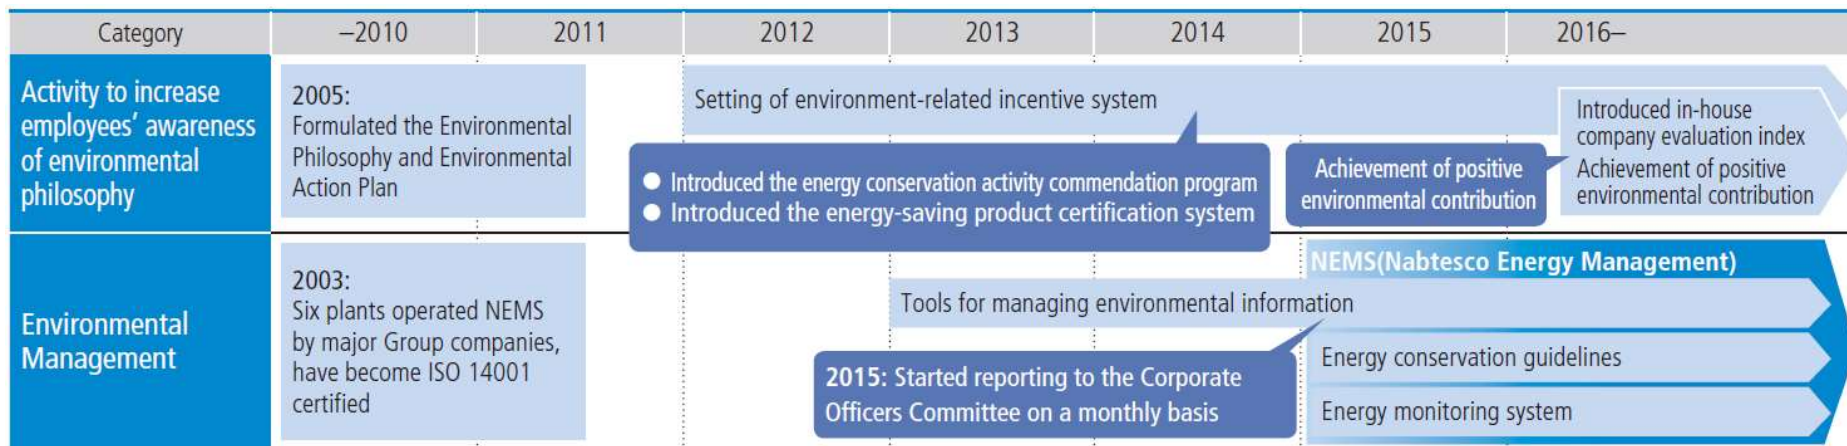 Category
–2010
2011
2012
2013
2014
2015
2016–
Activity to increase
employees’ awareness
of environmental
philosophy
2005:
Formulated the Environmental
Philosophy and Environmental
Action Plan
Setting of environment-related incentive system
● Introduced the energy conservation activity commendation program
● Introduced the energy-saving product certification system
Achievement of positive
environmental contribution
Introduced in-house
company evaluation index
Achievement of positive
environmental contribution
Environmental
Management
2003:
Six plants operated NEMS
by major Group companies,
have become ISO 14001
certified
NEMS(Nabtesco Energy Management)
Tools for managing environmental information
2015: Started reporting to the Corporate
Officers Committee on a monthly basis
Energy conservation guidelines
Energy monitoring system